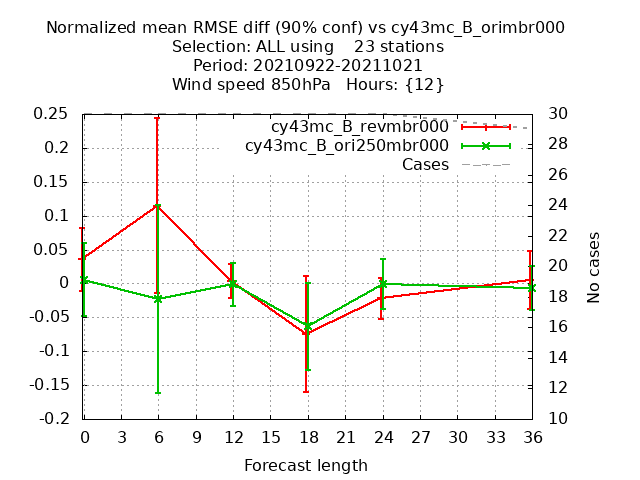 Normalized mean RMSE diff (90% conf) vs cy43mc_B_orimbr000
Selection: ALL using    23 stations
Period: 20210922-20211021
Wind speed 850hPa   Hours: {12}
cy43mc_B_revmbr000
cy43mc_B_ori250mbr000
Cases
0.25
0.2
0.15
0.1
0.05
0
-0.05
-0.1
-0.15
-0.2
30
28
26
24
22
20
18
16
14
12
10
No cases
0 3 6 9 12 15 18 21 24 27 30 33 36
Forecast length